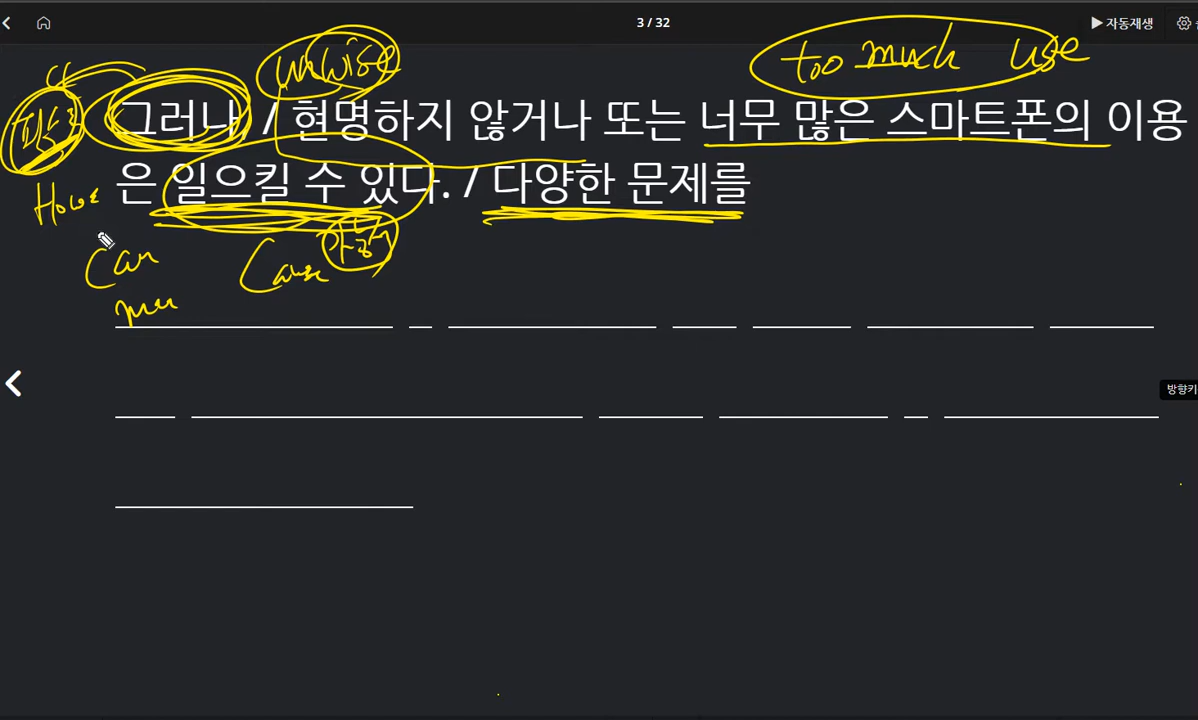 3 / 32
자동재생
too much use
unwise
그러나, / 현명하지 않거나 또는 너무 많은 스마트폰의 이용
은 일으킬 수 있다. / 다양한 문제를
Howe
Can
Cause
방향키